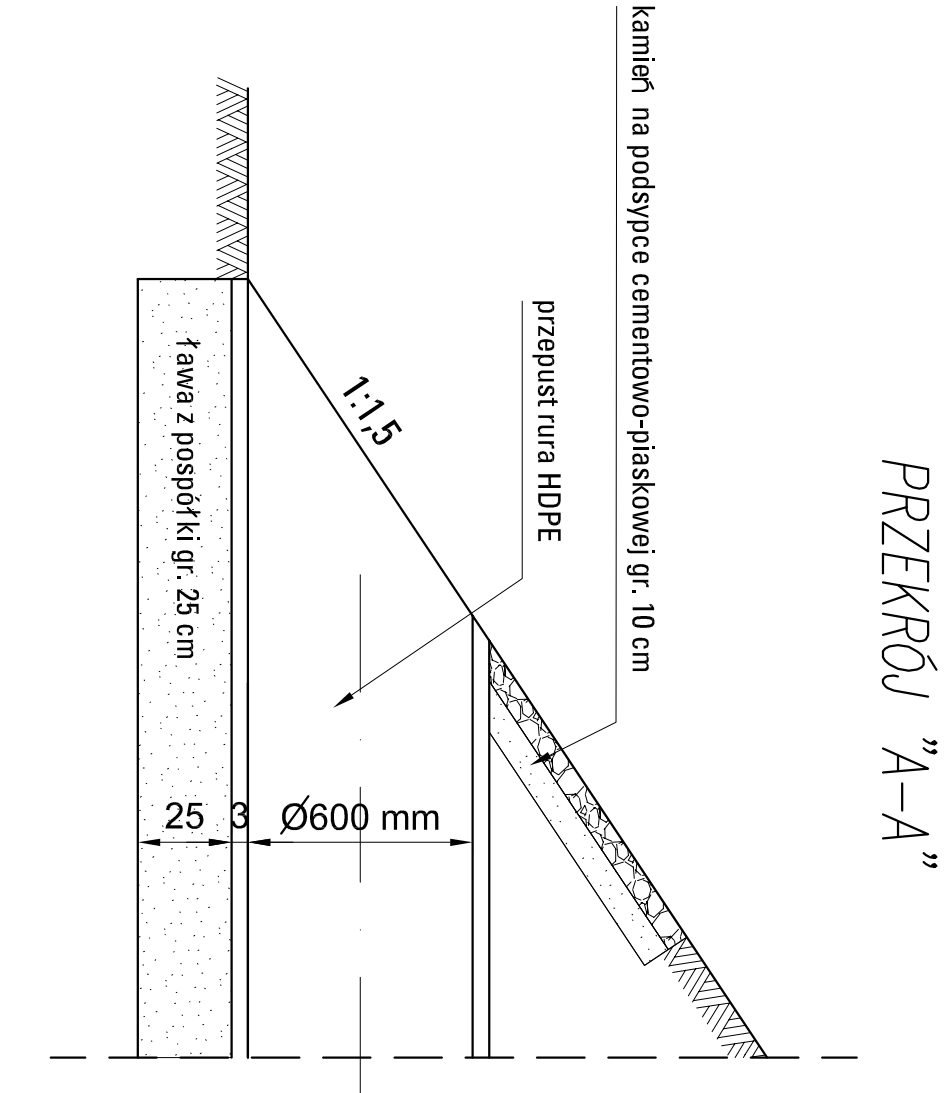 PRZEKRÓJ "A-A"
kamień na podsypce cementowo-piaskowej gr. 10 cm
przepust rura HDPE
1:1,5
ława z pospółki gr. 25 cm
25 3 Ø600 mm